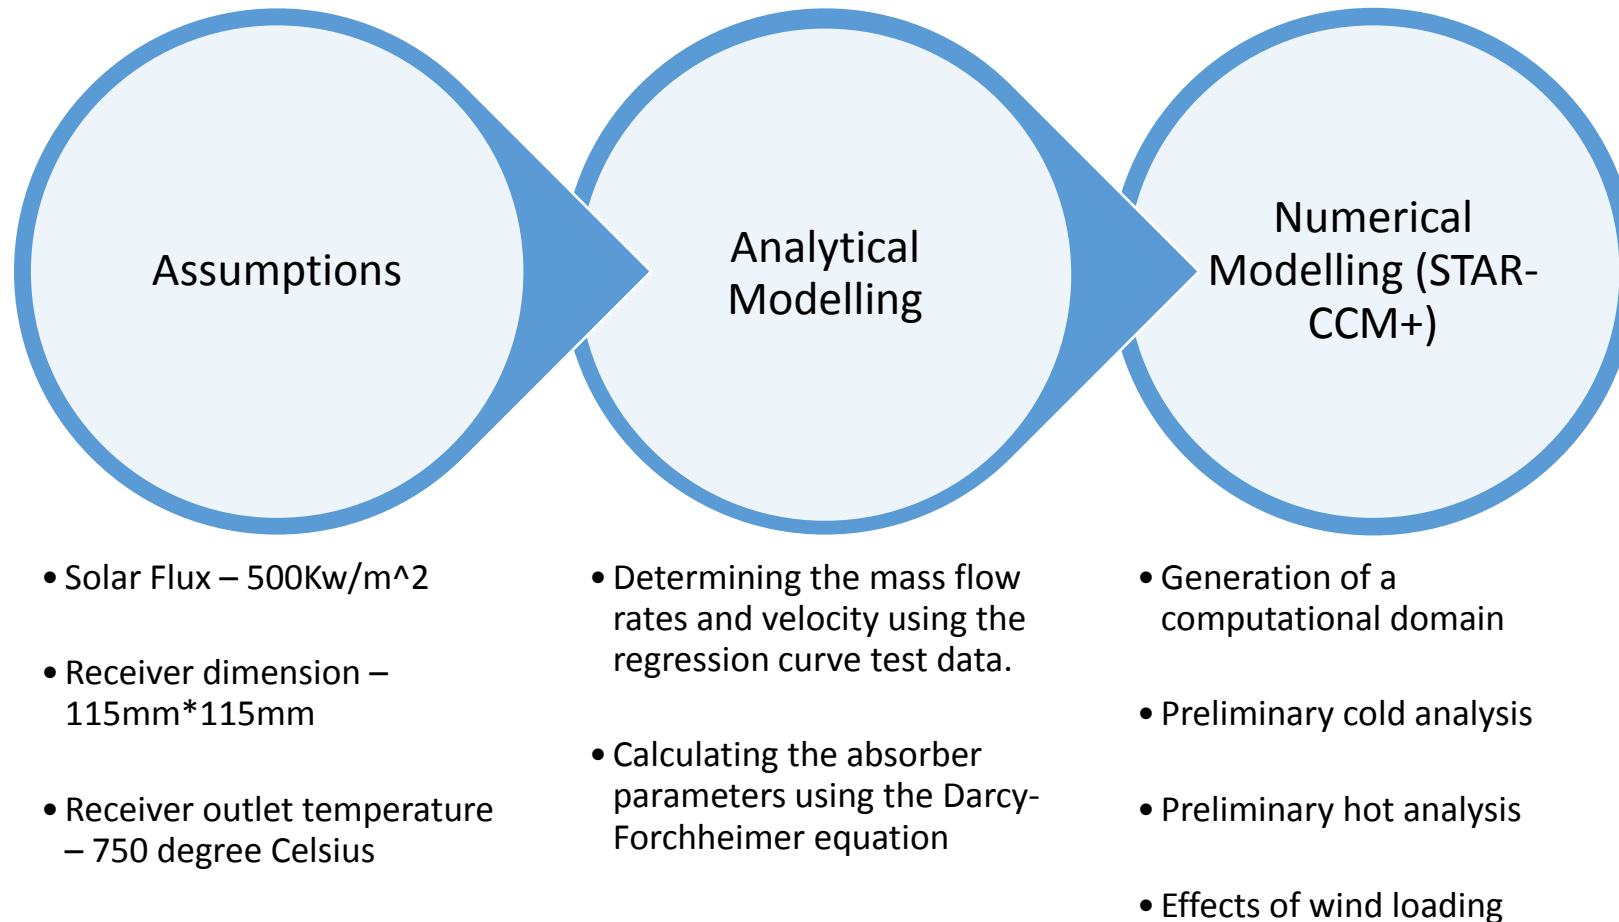 Assumptions
Analytical
Modelling
Numerical
Modelling (STAR-
CCM+)
• Solar Flux – 500Kw/m^2
• Receiver dimension –
115mm*115mm
• Receiver outlet temperature
– 750 degree Celsius
• Determining the mass flow
rates and velocity using the
regression curve test data.
• Calculating the absorber
parameters using the Darcy-
Forchheimer equation
• Generation of a
computational domain
• Preliminary cold analysis
• Preliminary hot analysis
• Effects of wind loading